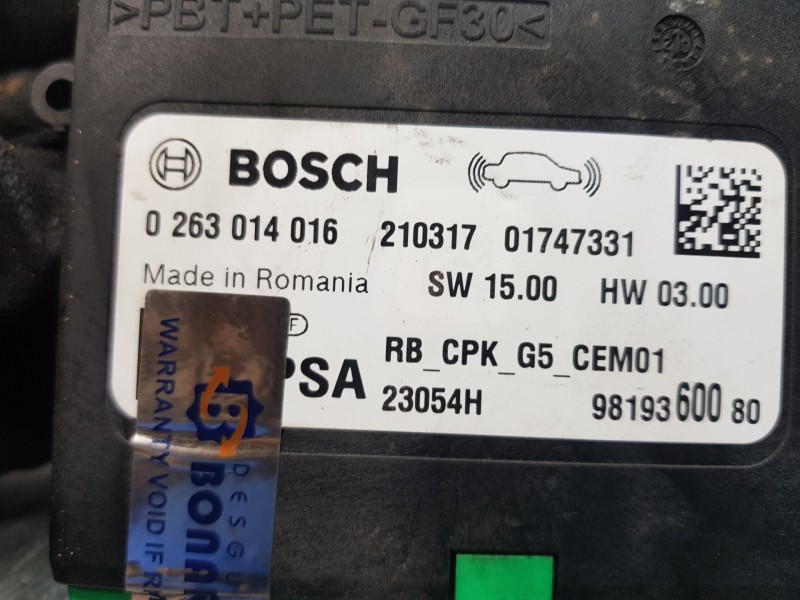 >PBT+PET-GF30<
BOSCH
0 263 014 016 210317 01747331
Made in Romania SW 15.00 HW 03.00
PSA RB_CPK_G5_CEM01
23054H 98193 600 80
WARRANTY VOID IF R
DESGU